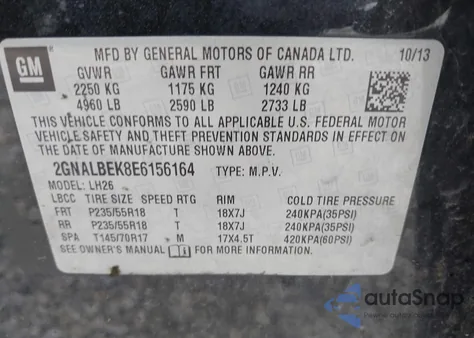 GM
MFD BY GENERAL MOTORS OF CANADA LTD. 10/13
GVWR GAWR FRT GAWR RR
2250 KG 1175 KG 1240 KG
4960 LB 2590 LB 2733 LB
THIS VEHICLE CONFORMS TO ALL APPLICABLE U.S. FEDERAL MOTOR
VEHICLE SAFETY AND THEFT PREVENTION STANDARDS IN EFFECT ON
THE DATE OF MANUFACTURE SHOWN ABOVE.
2GNALBEK8E6156164 TYPE: M.P.V.
MODEL: LH26
LBCC TIRE SIZE SPEED RIM COLD TIRE PRESSURE
FRT P235/55R18 T 18X7J 240KPA(35PSI)
RR P235/55R18 T 18X7J 240KPA(35PSI)
SPA T145/70R17 M 17X4.5T 420KPA(60PSI)
SEE OWNER'S MANUAL FOR MORE INFORMATION
autoSnap